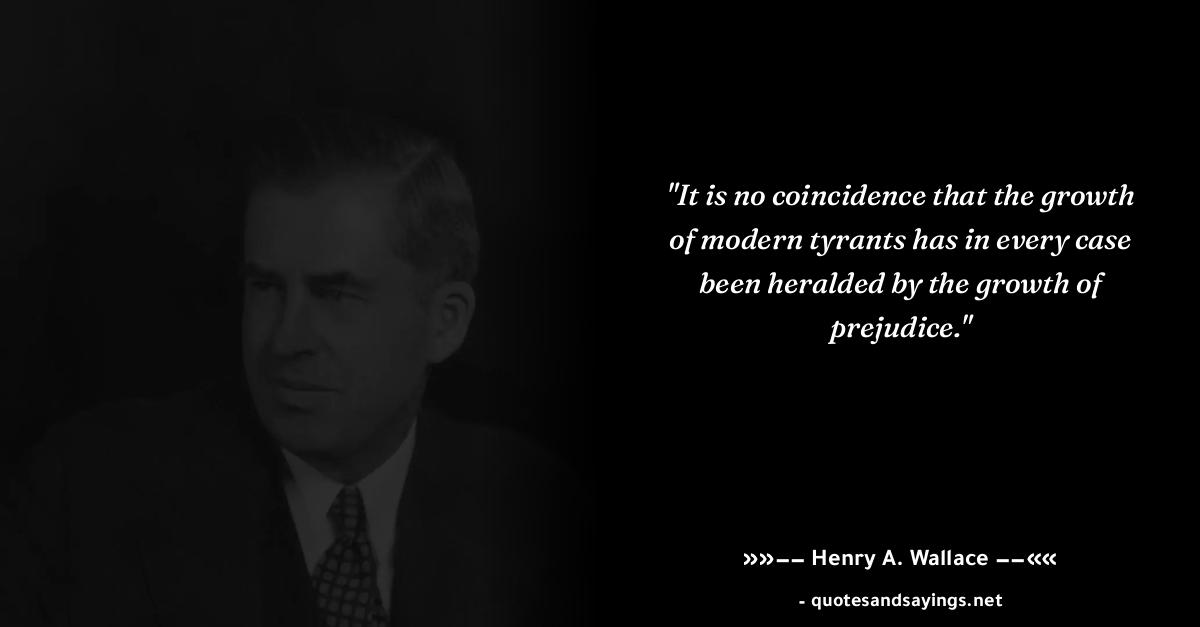 "It is no coincidence that the growth
of modern tyrants has in every case
been heralded by the growth of
prejudice."
»»−− Henry A. Wallace −−««
- quotesandsayings.net